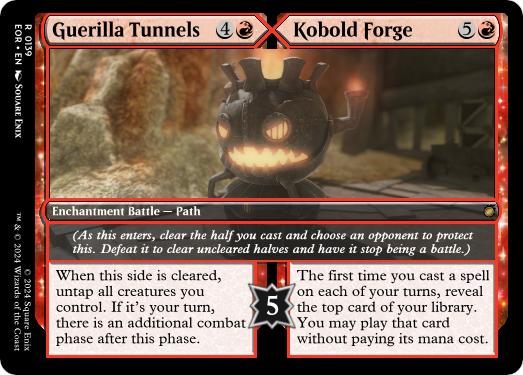 Guerilla Tunnels 4
Kobold Forge 5
Enchantment Battle — Path
(As this enters, clear the half you cast and choose an opponent to protect
this. Defeat it to clear uncleared halves and have it stop being a battle.)
When this side is cleared,
untap all creatures you
control. If it's your turn,
there is an additional combat
phase after this phase.
5
The first time you cast a spell
on each of your turns, reveal
the top card of your library.
You may play that card
without paying its mana cost.
R 0139
EOR • EN Square Enix
™ & © 2024 Wizards of the Coast
© 2024 Square Enix